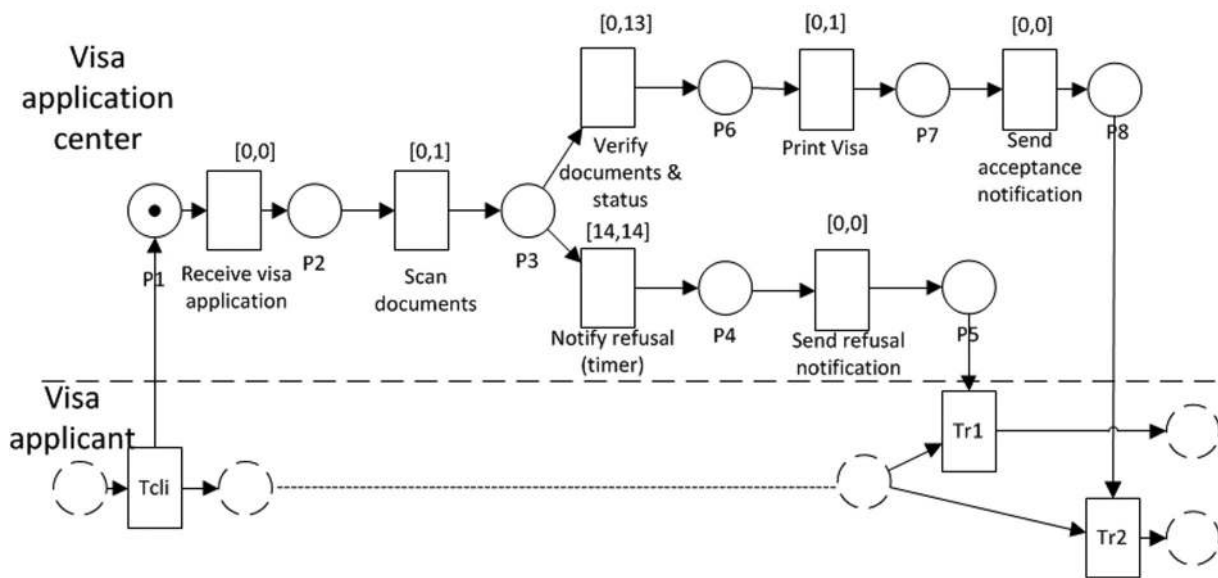 Visa
application
center
[0,13]
[0,1]
[0,0]
P6
P7
P8
Verify
documents &
status
Print Visa
Send
acceptance
notification
[0,0]
[0,1]
P1
P2
P3
Receive visa
application
Scan
documents
[14,14]
[0,0]
P4
P5
Notify refusal
(timer)
Send refusal
notification
Visa
applicant
Tcli
Tr1
Tr2